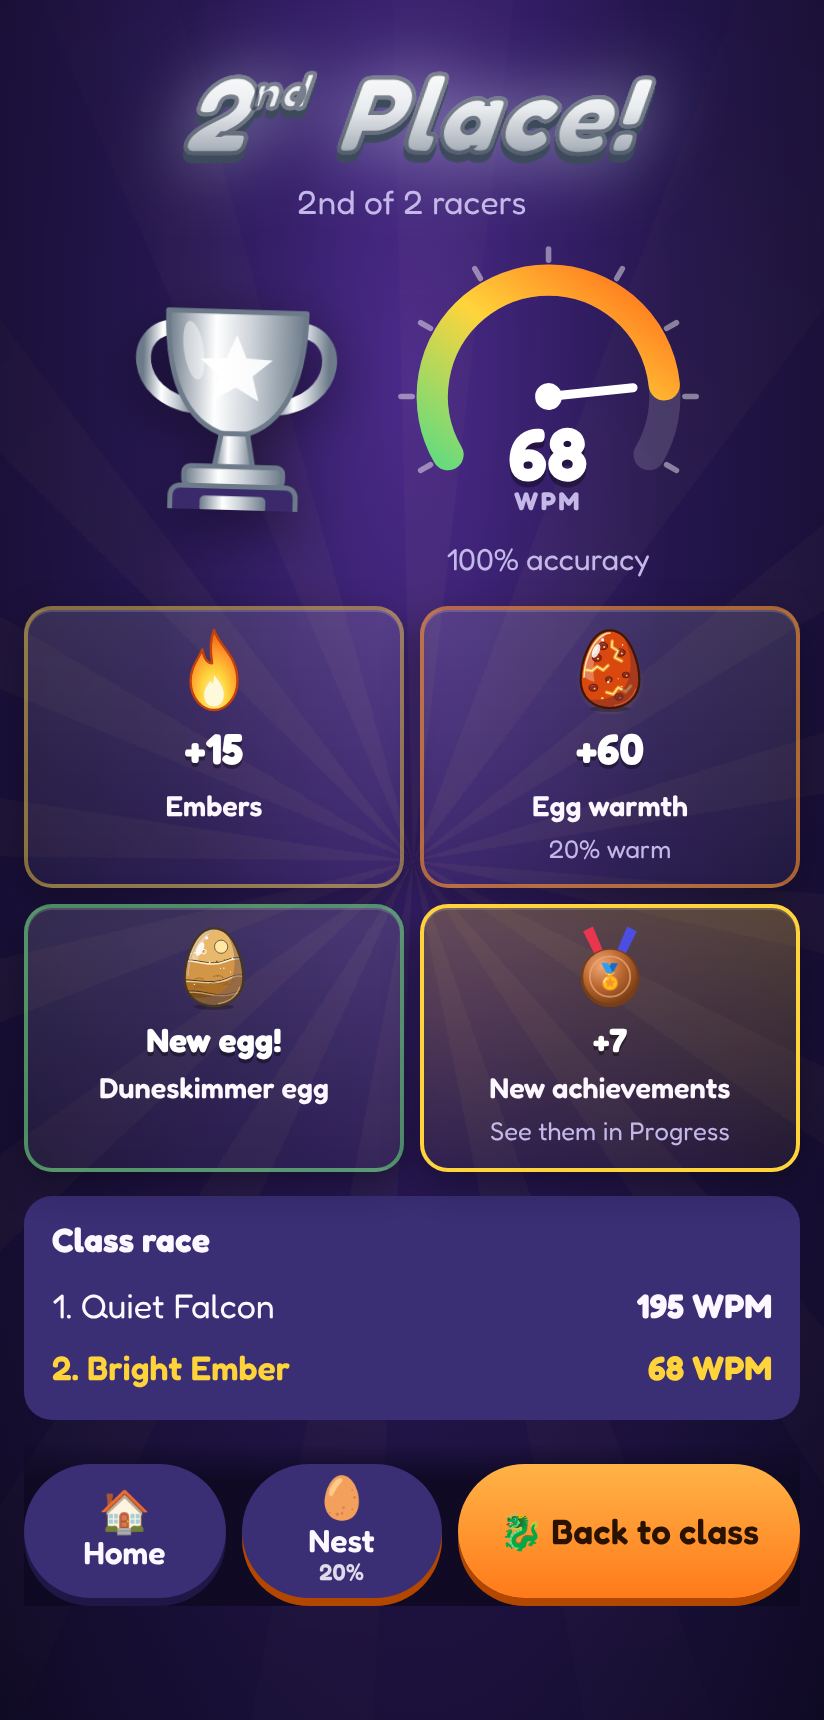 2nd Place!
2nd of 2 racers
68
WPM
100% accuracy
+15
Embers
+60
Egg warmth
20% warm
New egg!
Duneskimmer egg
+7
New achievements
See them in Progress
Class race
1. Quiet Falcon 195 WPM
2. Bright Ember 68 WPM
Home
Nest
20%
Back to class